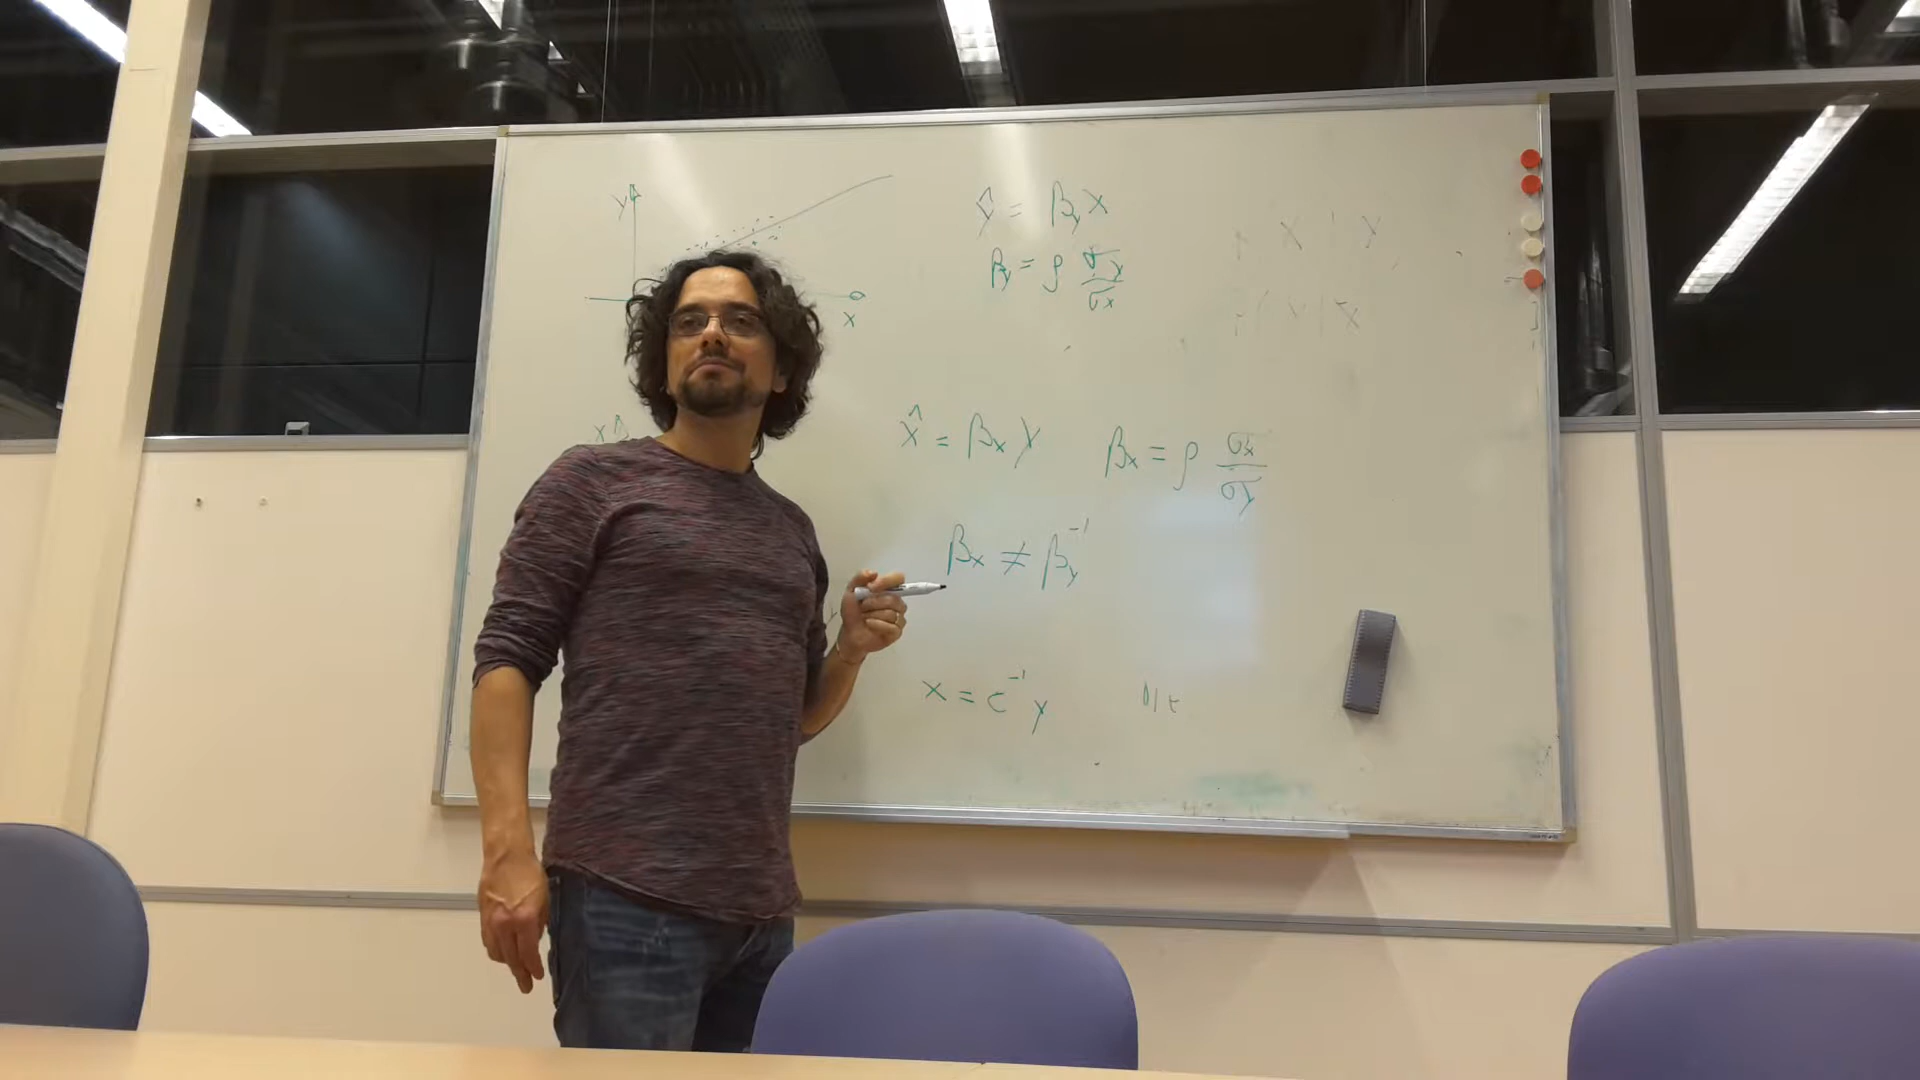 y
x
ŷ = βy x
βy = ρ σy / σx
x
x̂ = βx y
βx = ρ σx / σy
βx ≠ βy⁻¹
x = c⁻¹ y